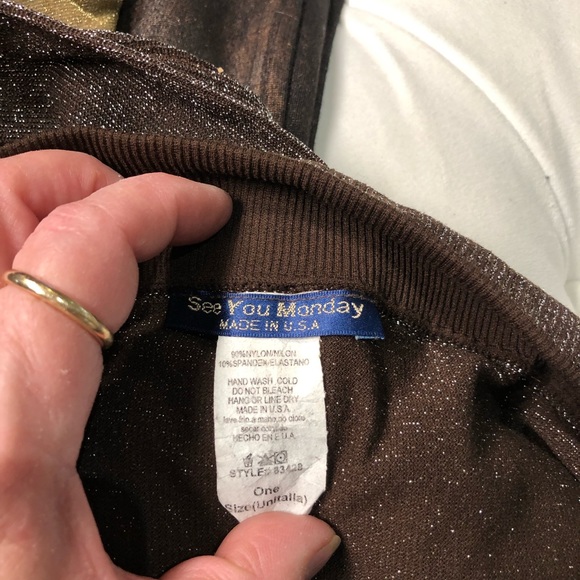 See You Monday
MADE IN U.S.A
90%NYLON/NILON
10%SPANDEX-ELASTANO
HAND WASH COLD
DO NOT BLEACH
HANG OR LINE DRY
MADE IN U.S.A
HECHO EN E.U.A.
STYLE# 83428
One
Size(Unitalla)